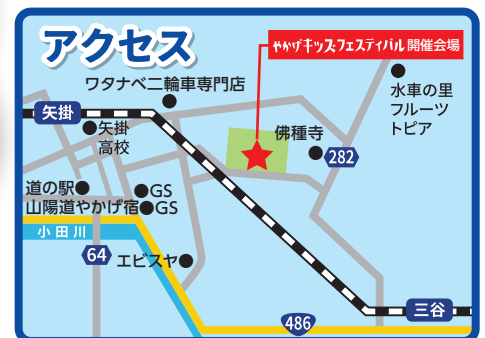 アクセス
やかげキッズフェスティバル開催会場
ワタナベ二輪車専門店
水車の里
フルーツ
トピア
矢掛
矢掛
高校
佛種寺
282
道の駅
山陽道やかげ宿
GS
GS
小田川
64
エビスヤ
486
三谷